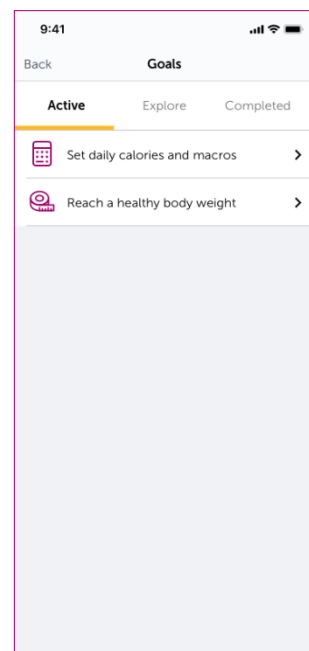 9:41
Back Goals
Active Explore Completed
Set daily calories and macros
Reach a healthy body weight